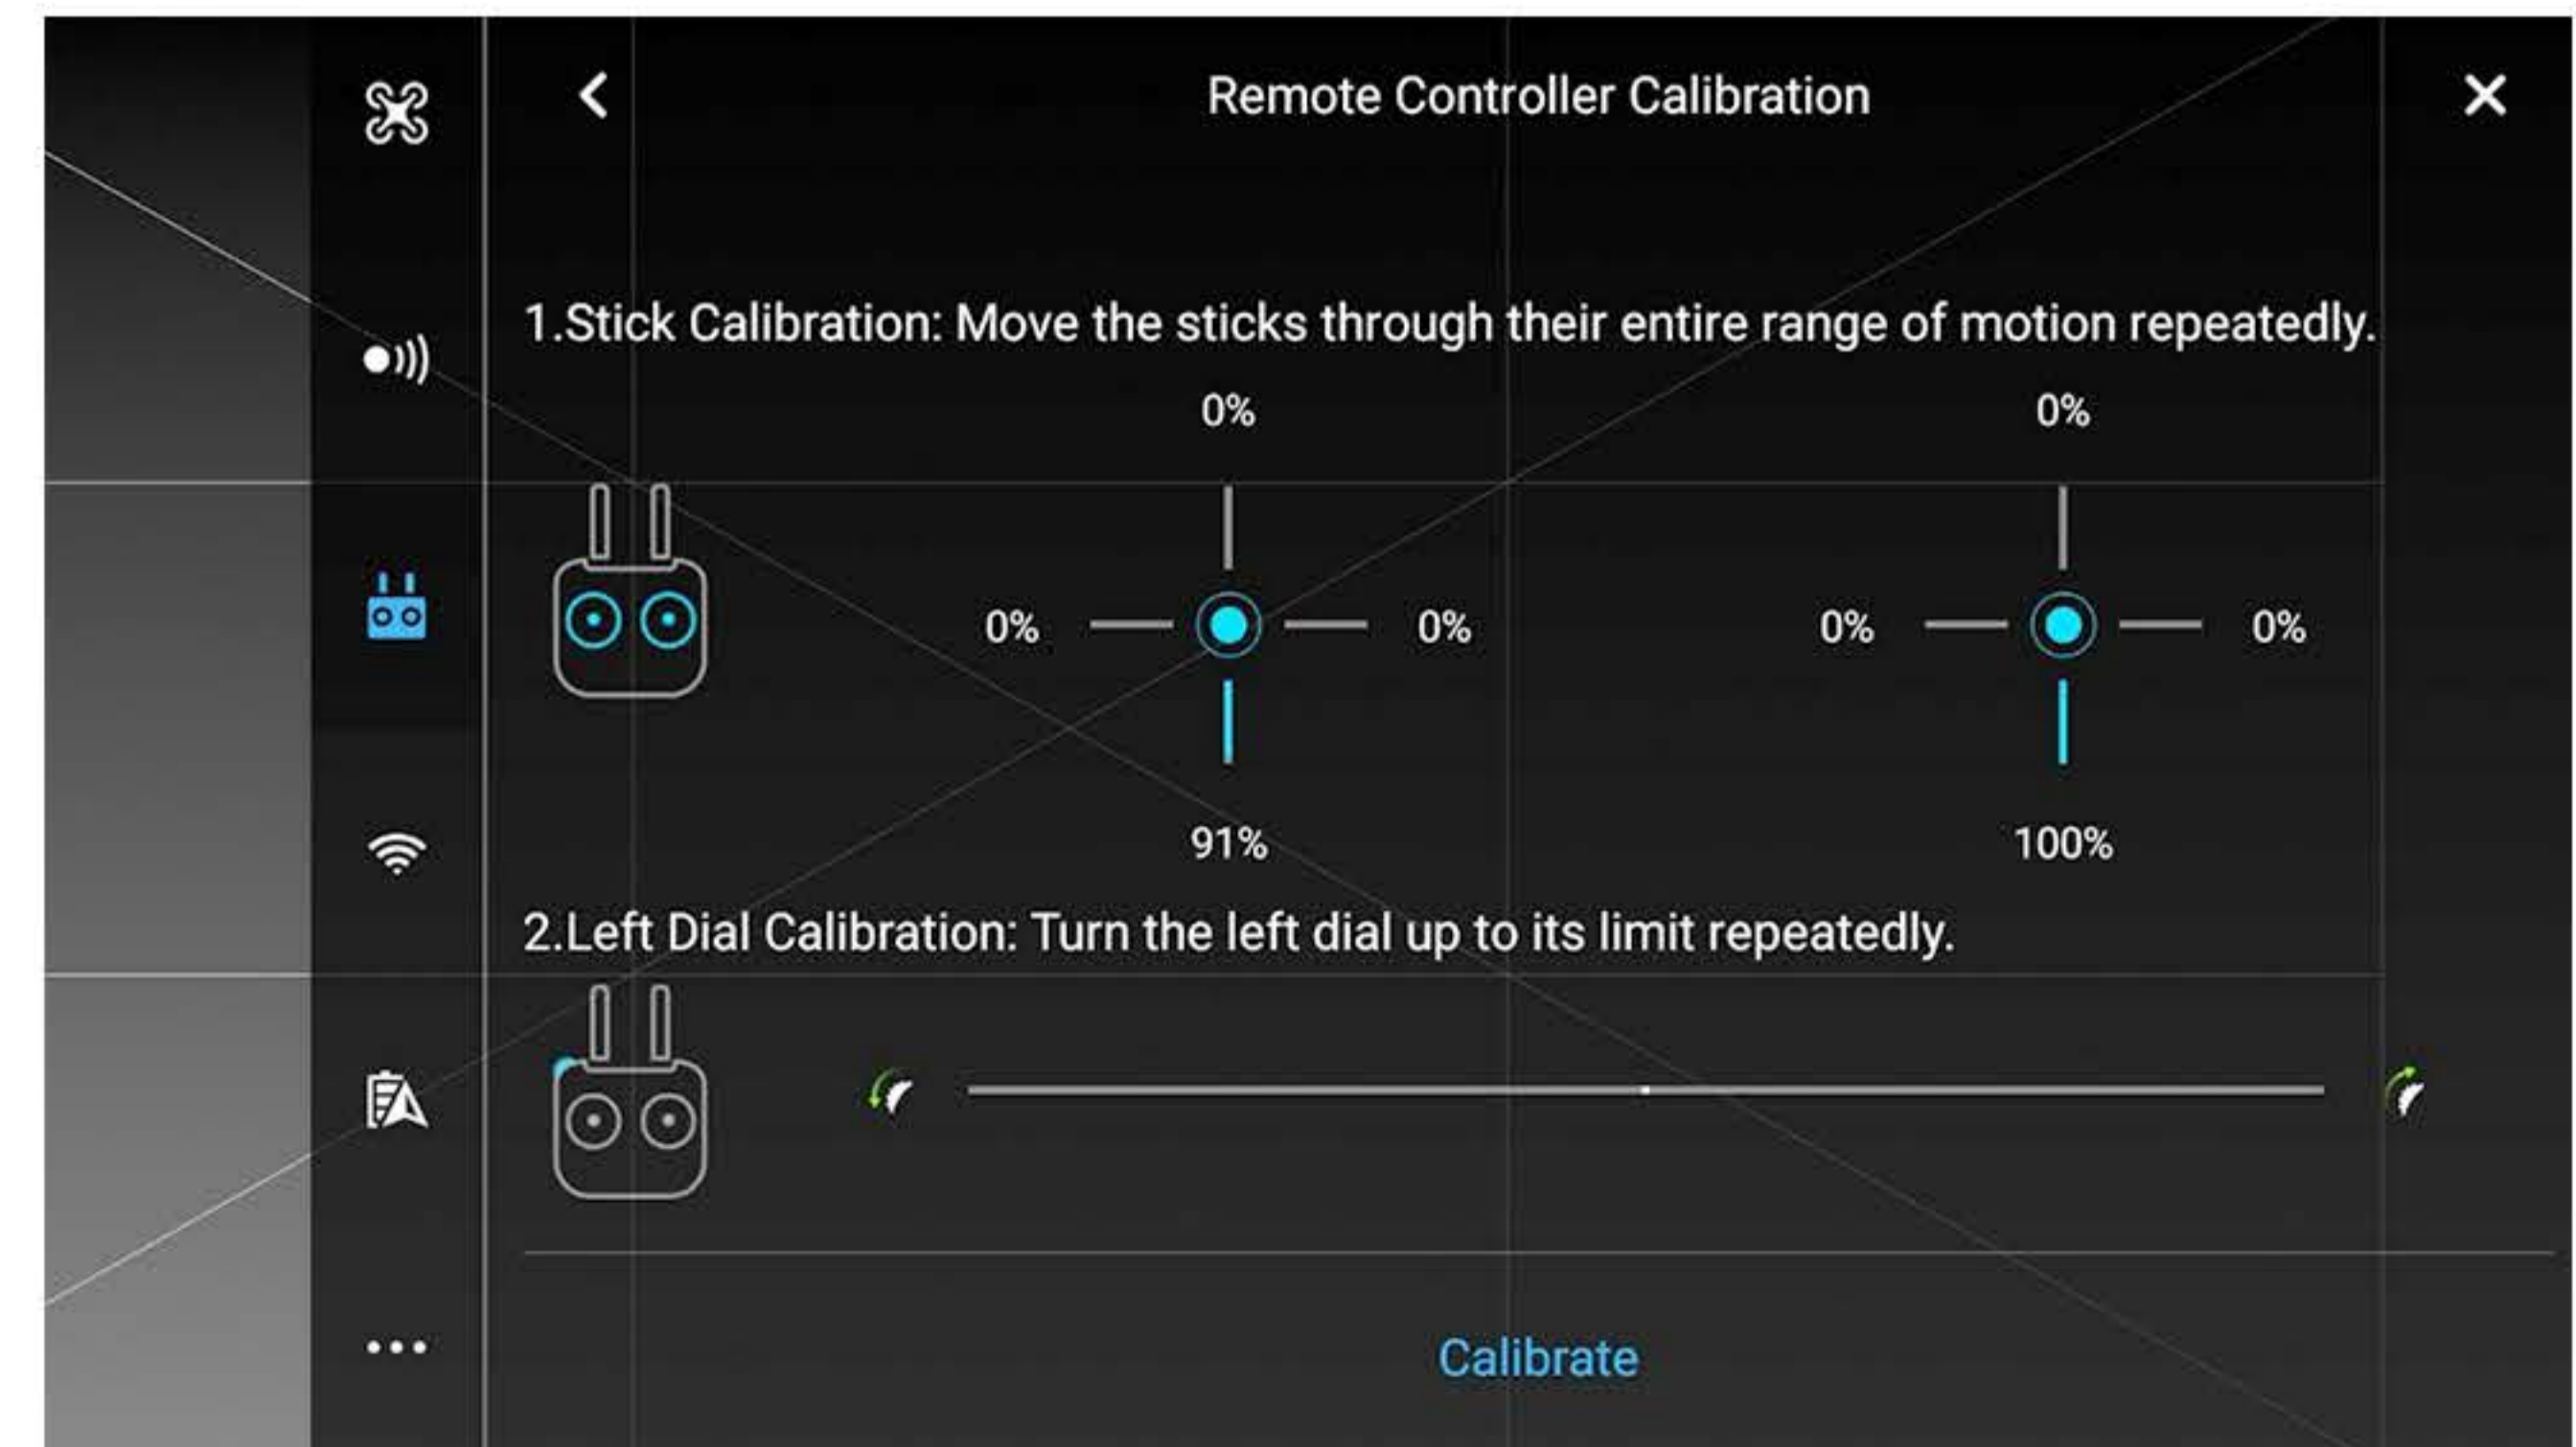 Remote Controller Calibration
1.Stick Calibration: Move the sticks through their entire range of motion repeatedly.
0% 0%
0% 0% 0% 0%
91% 100%
2.Left Dial Calibration: Turn the left dial up to its limit repeatedly.
Calibrate